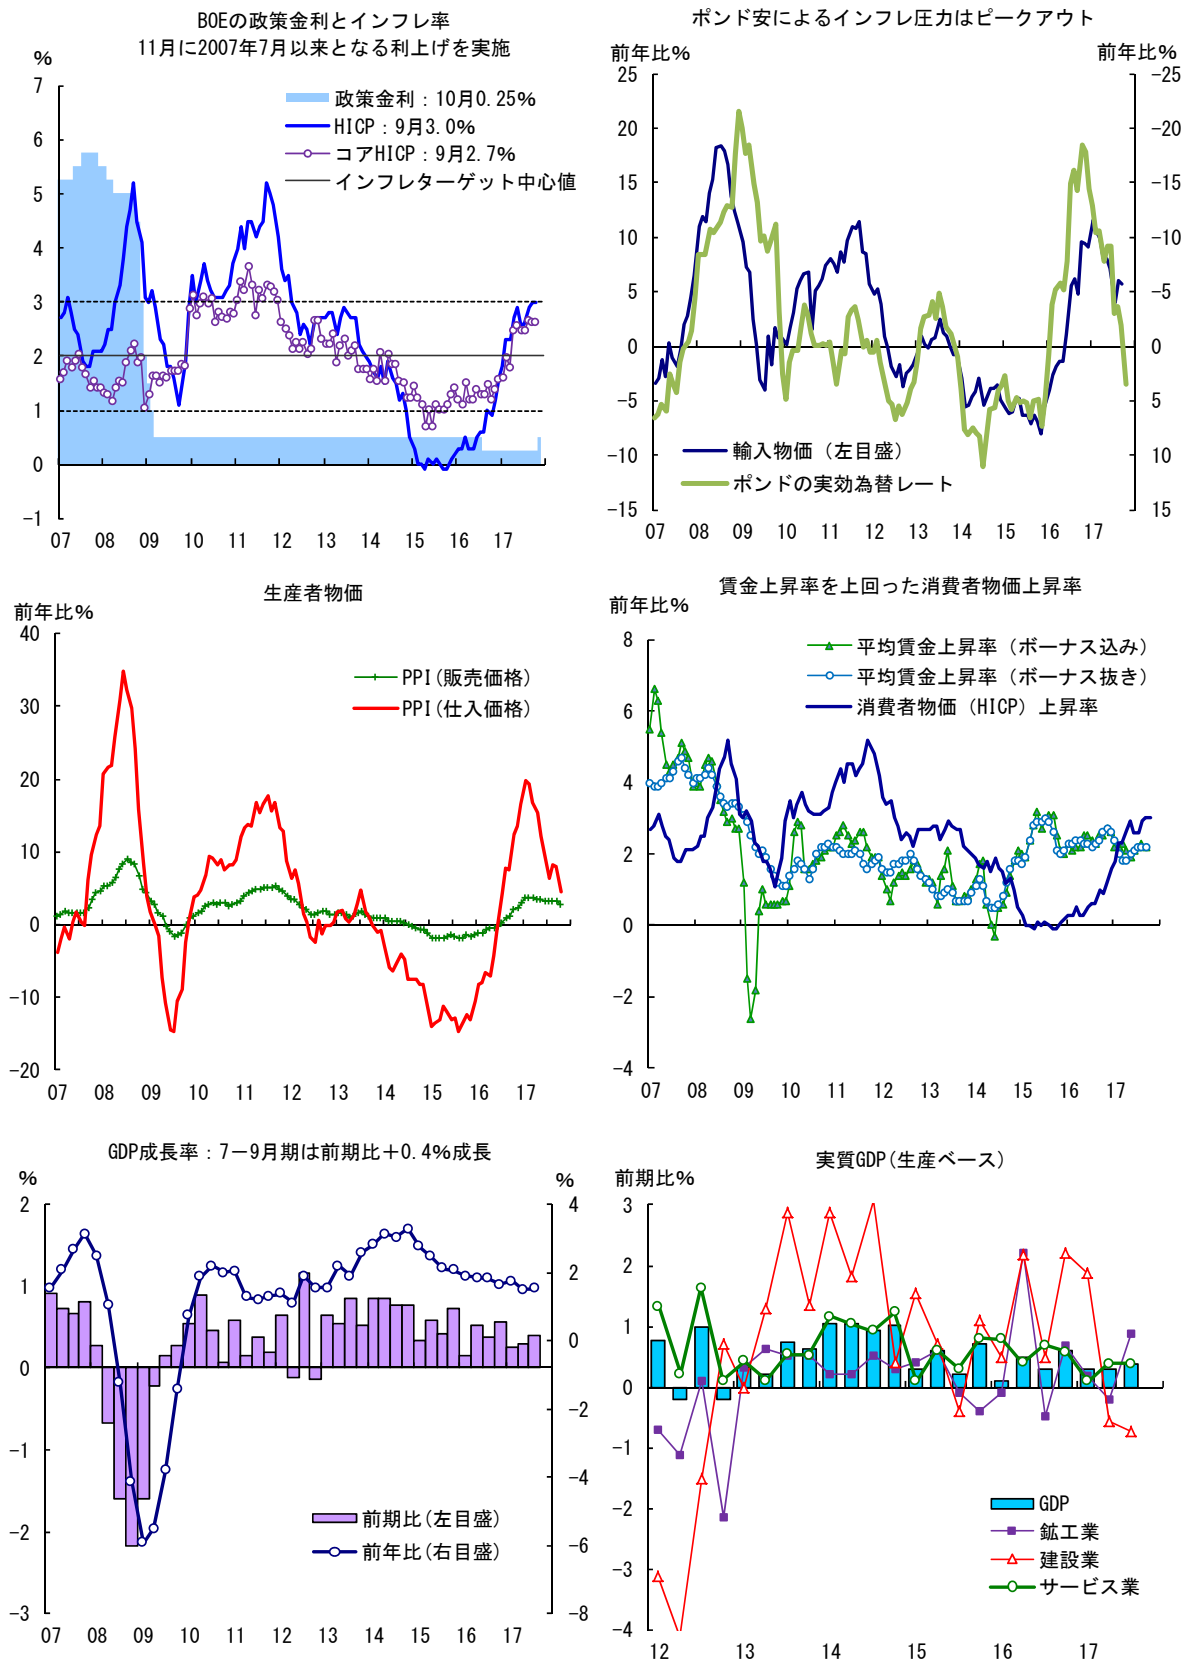 BOEの政策金利とインフレ率
11月に2007年7月以来となる利上げを実施
%
7
6
5
4
3
2
1
0
-1
07 08 09 10 11 12 13 14 15 16 17
政策金利：10月0.25%
HICP：9月3.0%
コアHICP：9月2.7%
インフレターゲット中心値
ポンド安によるインフレ圧力はピークアウト
前年比% 前年比%
25 -25
20 -20
15 -15
10 -10
5 -5
0 0
-5 5
-10 10
-15 15
07 08 09 10 11 12 13 14 15 16 17
輸入物価（左目盛）
ポンドの実効為替レート
生産者物価
前年比%
40
30
20
10
0
-10
-20
07 08 09 10 11 12 13 14 15 16 17
PPI(販売価格)
PPI(仕入価格)
賃金上昇率を上回った消費者物価上昇率
前年比%
8
6
4
2
0
-2
-4
07 08 09 10 11 12 13 14 15 16 17
平均賃金上昇率（ボーナス込み）
平均賃金上昇率（ボーナス抜き）
消費者物価（HICP）上昇率
GDP成長率：7－9月期は前期比＋0.4%成長
% %
2 4
1 2
0 0
-1 -2
-2 -4
-3 -6
-8
07 08 09 10 11 12 13 14 15 16 17
前期比(左目盛)
前年比(右目盛)
実質GDP(生産ベース)
前期比%
3
2
1
0
-1
-2
-3
-4
12 13 14 15 16 17
GDP
鉱工業
建設業
サービス業